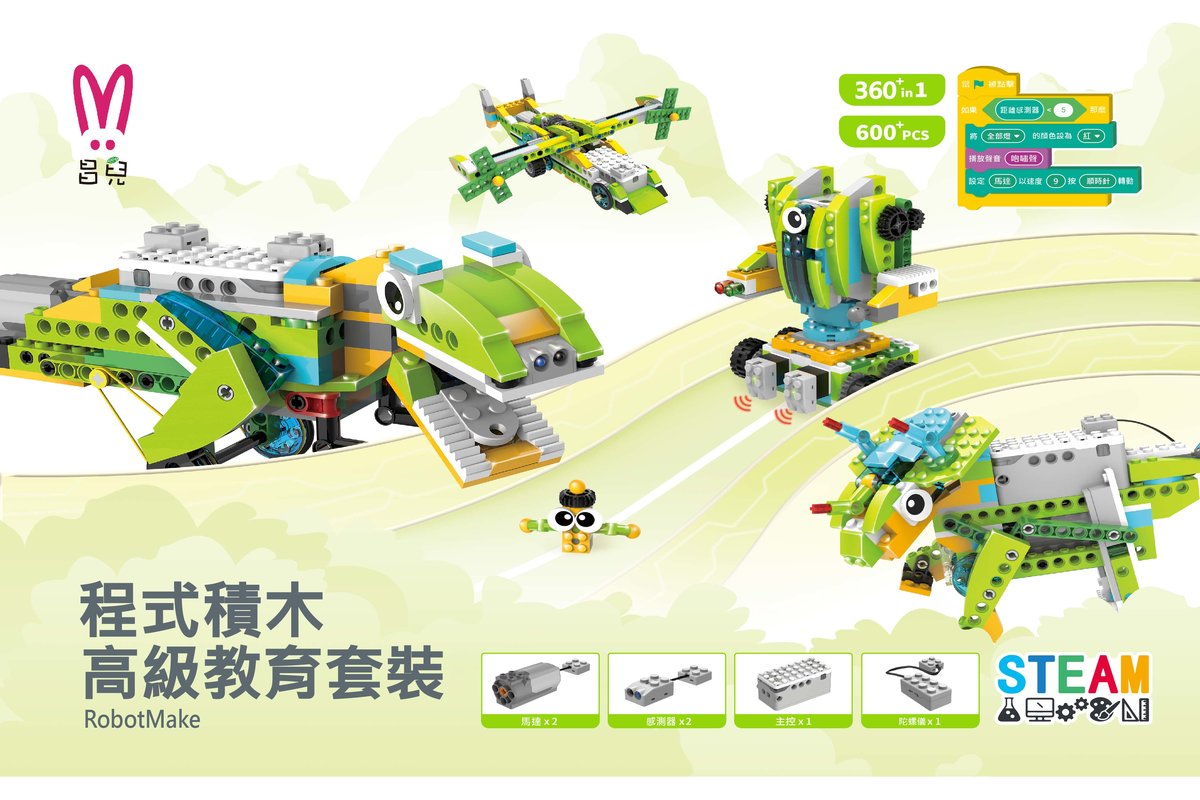 昌兒
360+in1
600+PCS
當 被點擊
如果 距離感測器 < 5 那麼
將 全部燈 的顏色設為 紅
播放聲音 咆嘯聲
設定 馬達 以速度 9 按 順時針 轉動
程式積木
高級教育套裝
RobotMake
馬達 x 2
感測器 x 2
主控 x 1
陀螺儀 x 1
STEAM